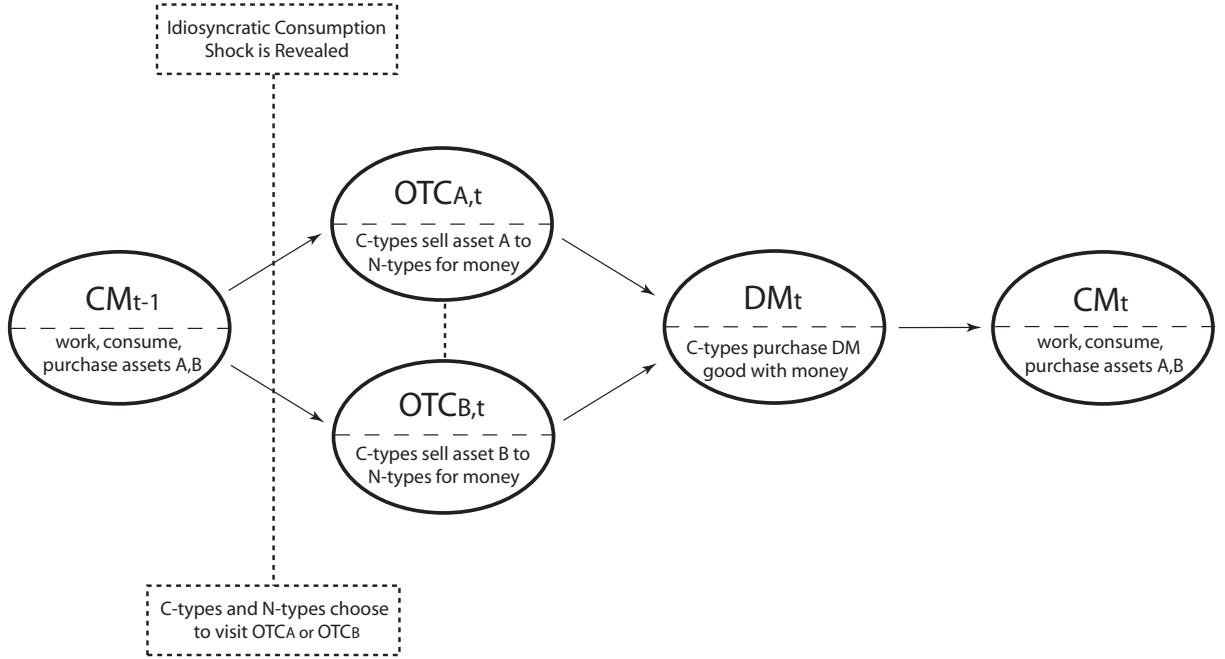 Idiosyncratic Consumption
Shock is Revealed
OTCA,t
C-types sell asset A to
N-types for money
CMt-1
work, consume,
purchase assets A,B
DMt
C-types purchase DM
good with money
CMt
work, consume,
purchase assets A,B
OTCB,t
C-types sell asset B to
N-types for money
C-types and N-types choose
to visit OTCA or OTCB